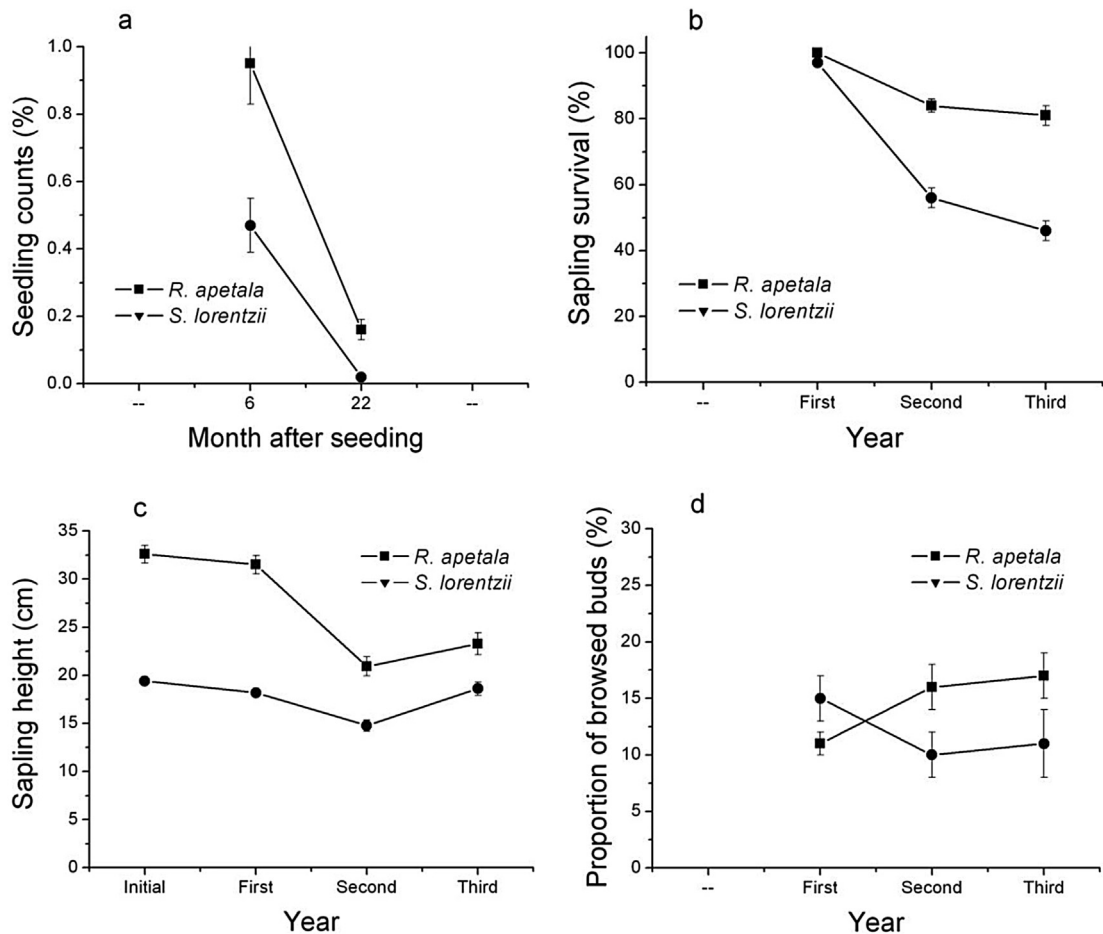 a
Seedling counts (%)
1.0
0.8
0.6
0.4
0.2
0.0
R. apetala
S. lorentzii
-- 6 22 --
Month after seeding
b
Sapling survival (%)
100
80
60
40
20
0
R. apetala
S. lorentzii
-- First Second Third
Year
c
Sapling height (cm)
35
30
25
20
15
10
5
0
R. apetala
S. lorentzii
Initial First Second Third
Year
d
Proportion of browsed buds (%)
30
25
20
15
10
5
0
R. apetala
S. lorentzii
-- First Second Third
Year